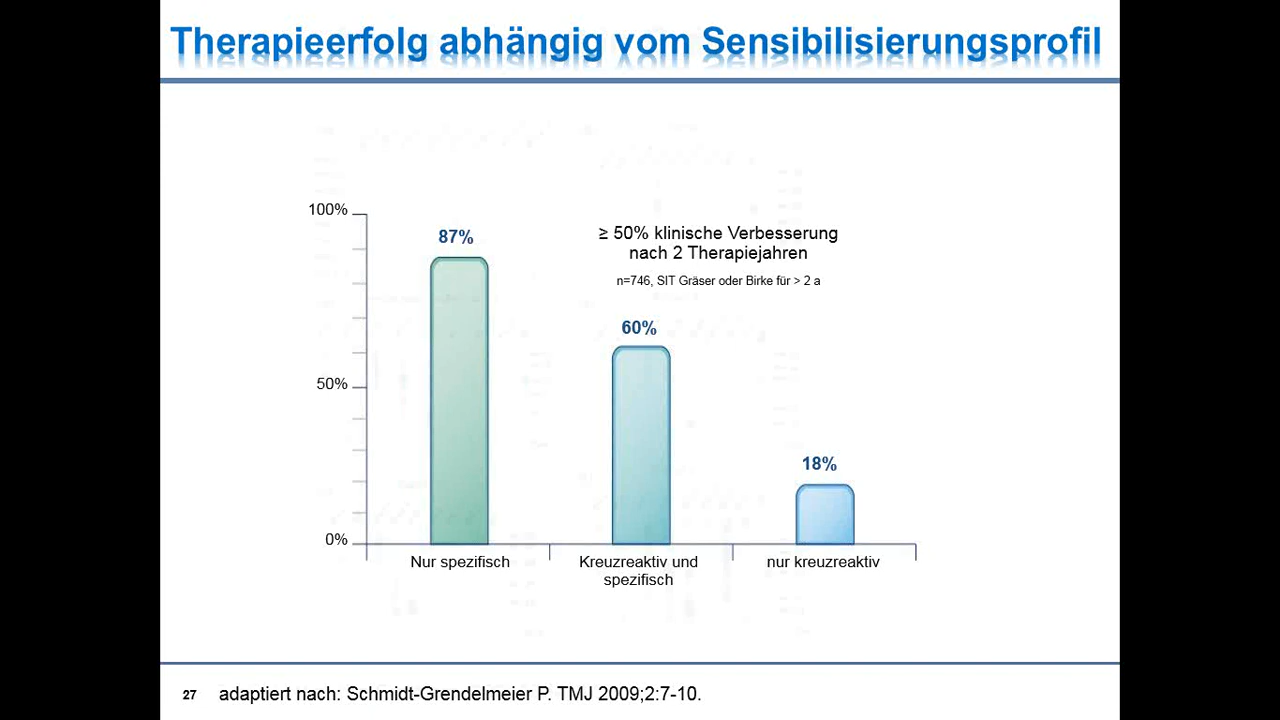 Therapieerfolg abhängig vom Sensibilisierungsprofil
100%
87%
≥ 50% klinische Verbesserung
nach 2 Therapiejahren
n=746, SIT Gräser oder Birke für > 2 a
60%
50%
18%
0%
Nur spezifisch
Kreuzreaktiv und
spezifisch
nur kreuzreaktiv
27 adaptiert nach: Schmidt-Grendelmeier P. TMJ 2009;2:7-10.